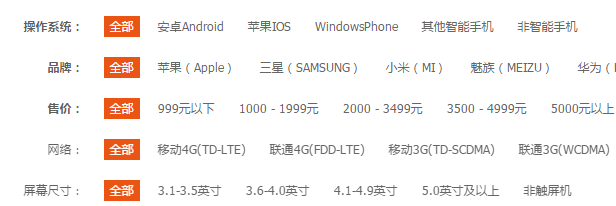 操作系统： 全部 安卓Android 苹果IOS WindowsPhone 其他智能手机 非智能手机
品牌： 全部 苹果（Apple） 三星（SAMSUNG） 小米（MI） 魅族（MEIZU） 华为（
售价： 全部 999元以下 1000 - 1999元 2000 - 3499元 3500 - 4999元 5000元以上
网络： 全部 移动4G(TD-LTE) 联通4G(FDD-LTE) 移动3G(TD-SCDMA) 联通3G(WCDMA)
屏幕尺寸： 全部 3.1-3.5英寸 3.6-4.0英寸 4.1-4.9英寸 5.0英寸及以上 非触屏机